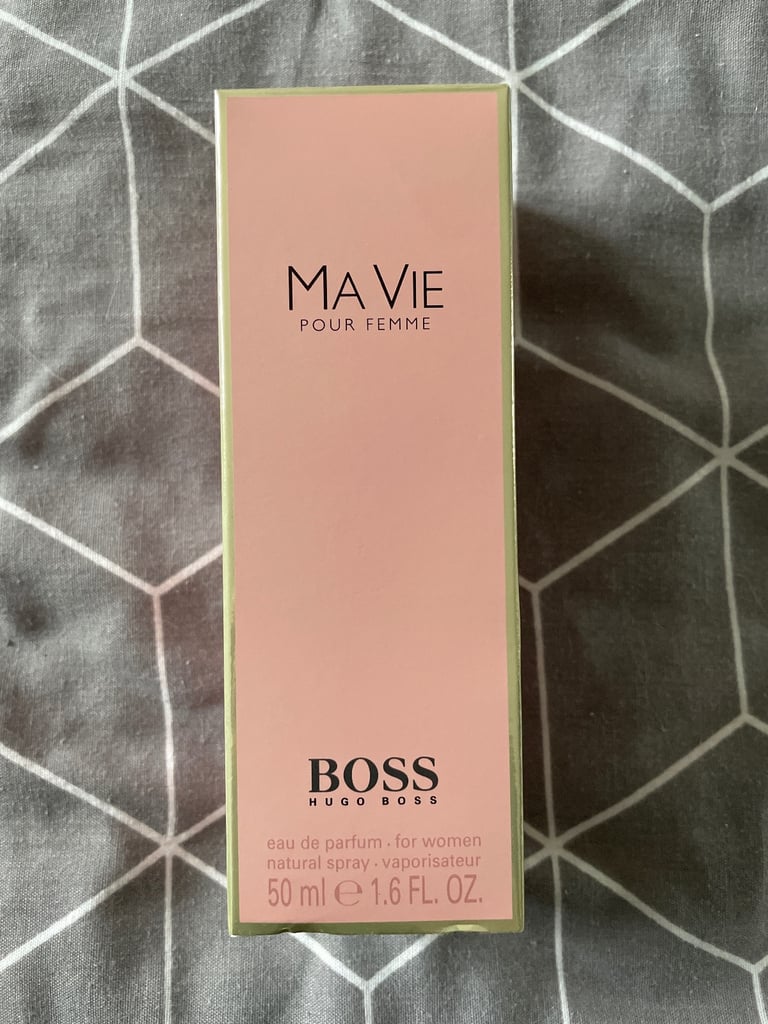 MA VIE
POUR FEMME
BOSS
HUGO BOSS
eau de parfum · for women
natural spray · vaporisateur
50 ml ℮ 1.6 FL. OZ.